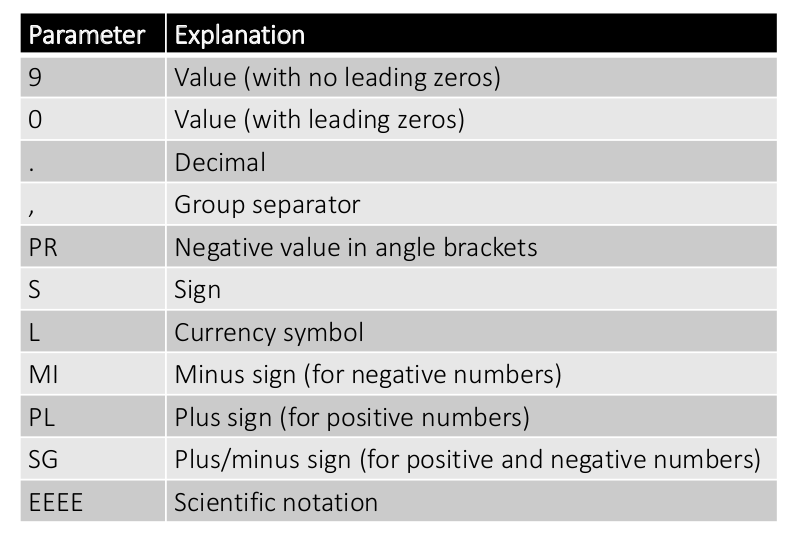 Parameter Explanation
9 Value (with no leading zeros)
0 Value (with leading zeros)
. Decimal
, Group separator
PR Negative value in angle brackets
S Sign
L Currency symbol
MI Minus sign (for negative numbers)
PL Plus sign (for positive numbers)
SG Plus/minus sign (for positive and negative numbers)
EEEE Scientific notation